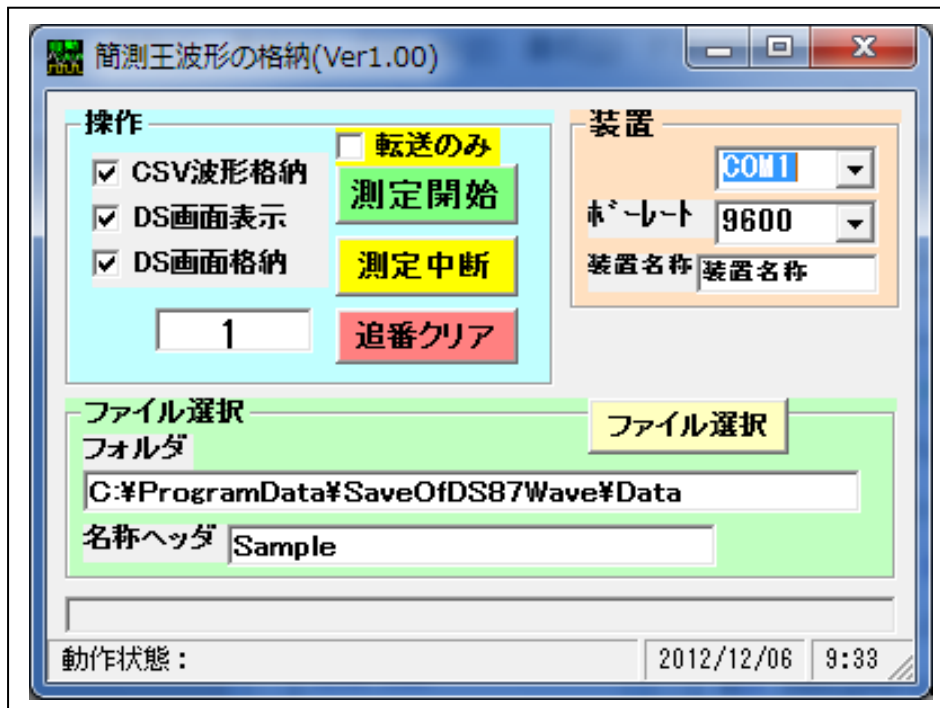 簡測王波形の格納(Ver1.00)
操作
転送のみ
CSV波形格納
測定開始
DS画面表示
DS画面格納
測定中断
1
追番クリア
装置
COM1
ﾎﾞｰﾚｰﾄ
9600
装置名称
装置名称
ファイル選択
ファイル選択
フォルダ
C:¥ProgramData¥SaveOfDS87Wave¥Data
名称ヘッダ
Sample
動作状態：
2012/12/06
9:33